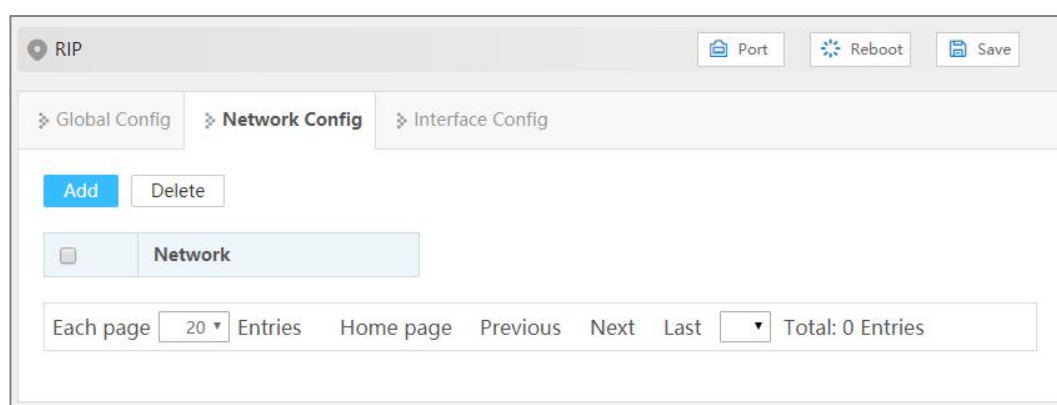 RIP Port Reboot Save
Global Config Network Config Interface Config
Add Delete
Network
Each page 20 Entries Home page Previous Next Last Total: 0 Entries